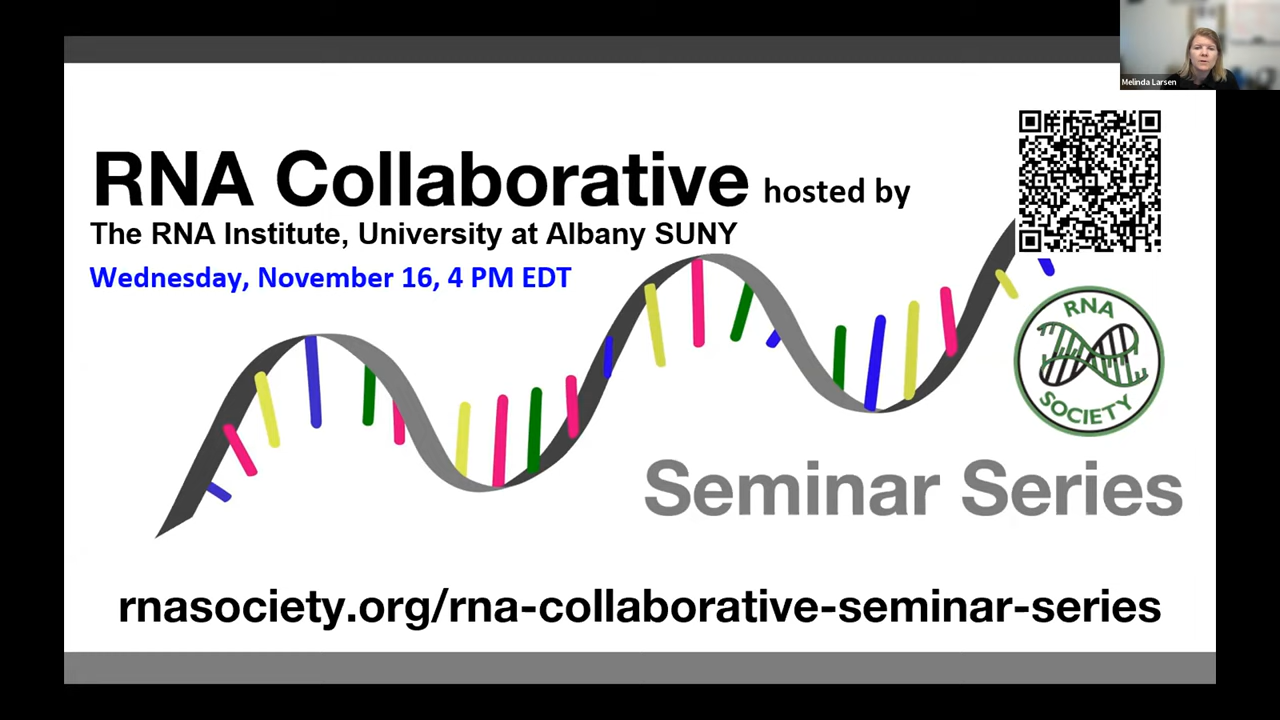 Melinda Larsen
RNA Collaborative hosted by
The RNA Institute, University at Albany SUNY
Wednesday, November 16, 4 PM EDT
RNA
SOCIETY
Seminar Series
rnasociety.org/rna-collaborative-seminar-series